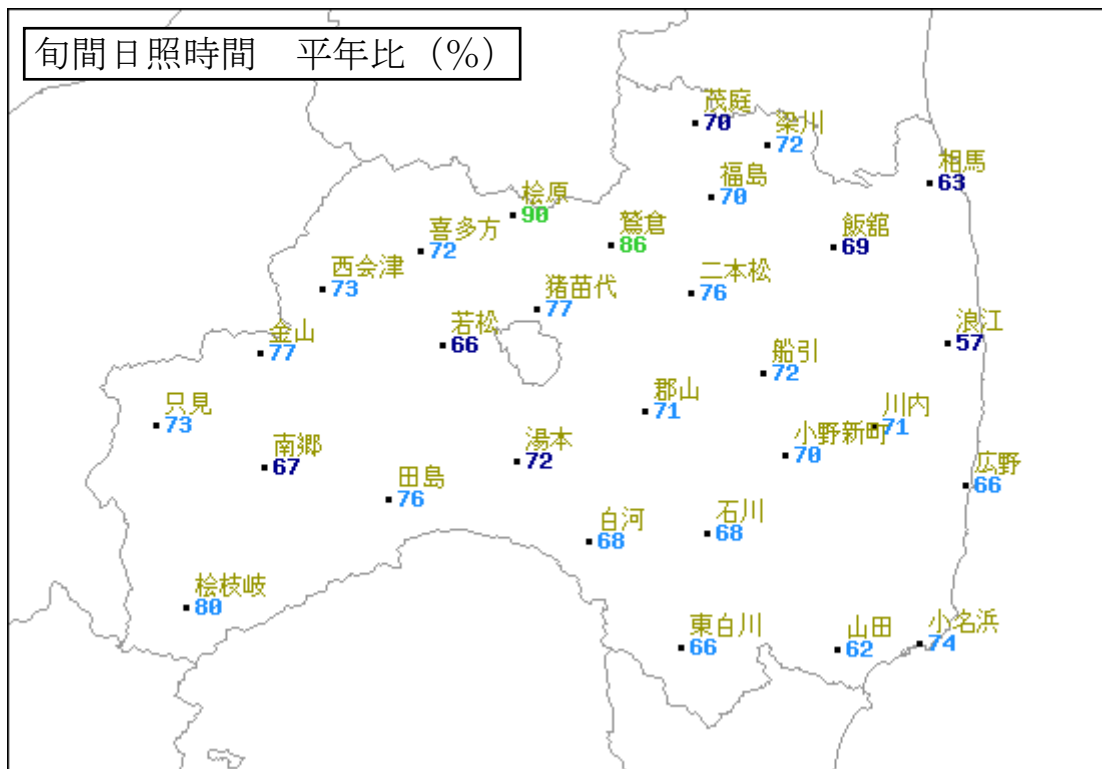 旬間日照時間　平年比（％）
茂庭
70
梁川
72
相馬
63
福島
70
桧原
90
鷲倉
86
飯舘
69
喜多方
72
西会津
73
二本松
76
猪苗代
77
金山
77
若松
66
浪江
57
船引
72
只見
73
郡山
71
川内
71
南郷
67
湯本
72
小野新町
70
広野
66
田島
76
白河
68
石川
68
桧枝岐
80
東白川
66
山田
62
小名浜
74